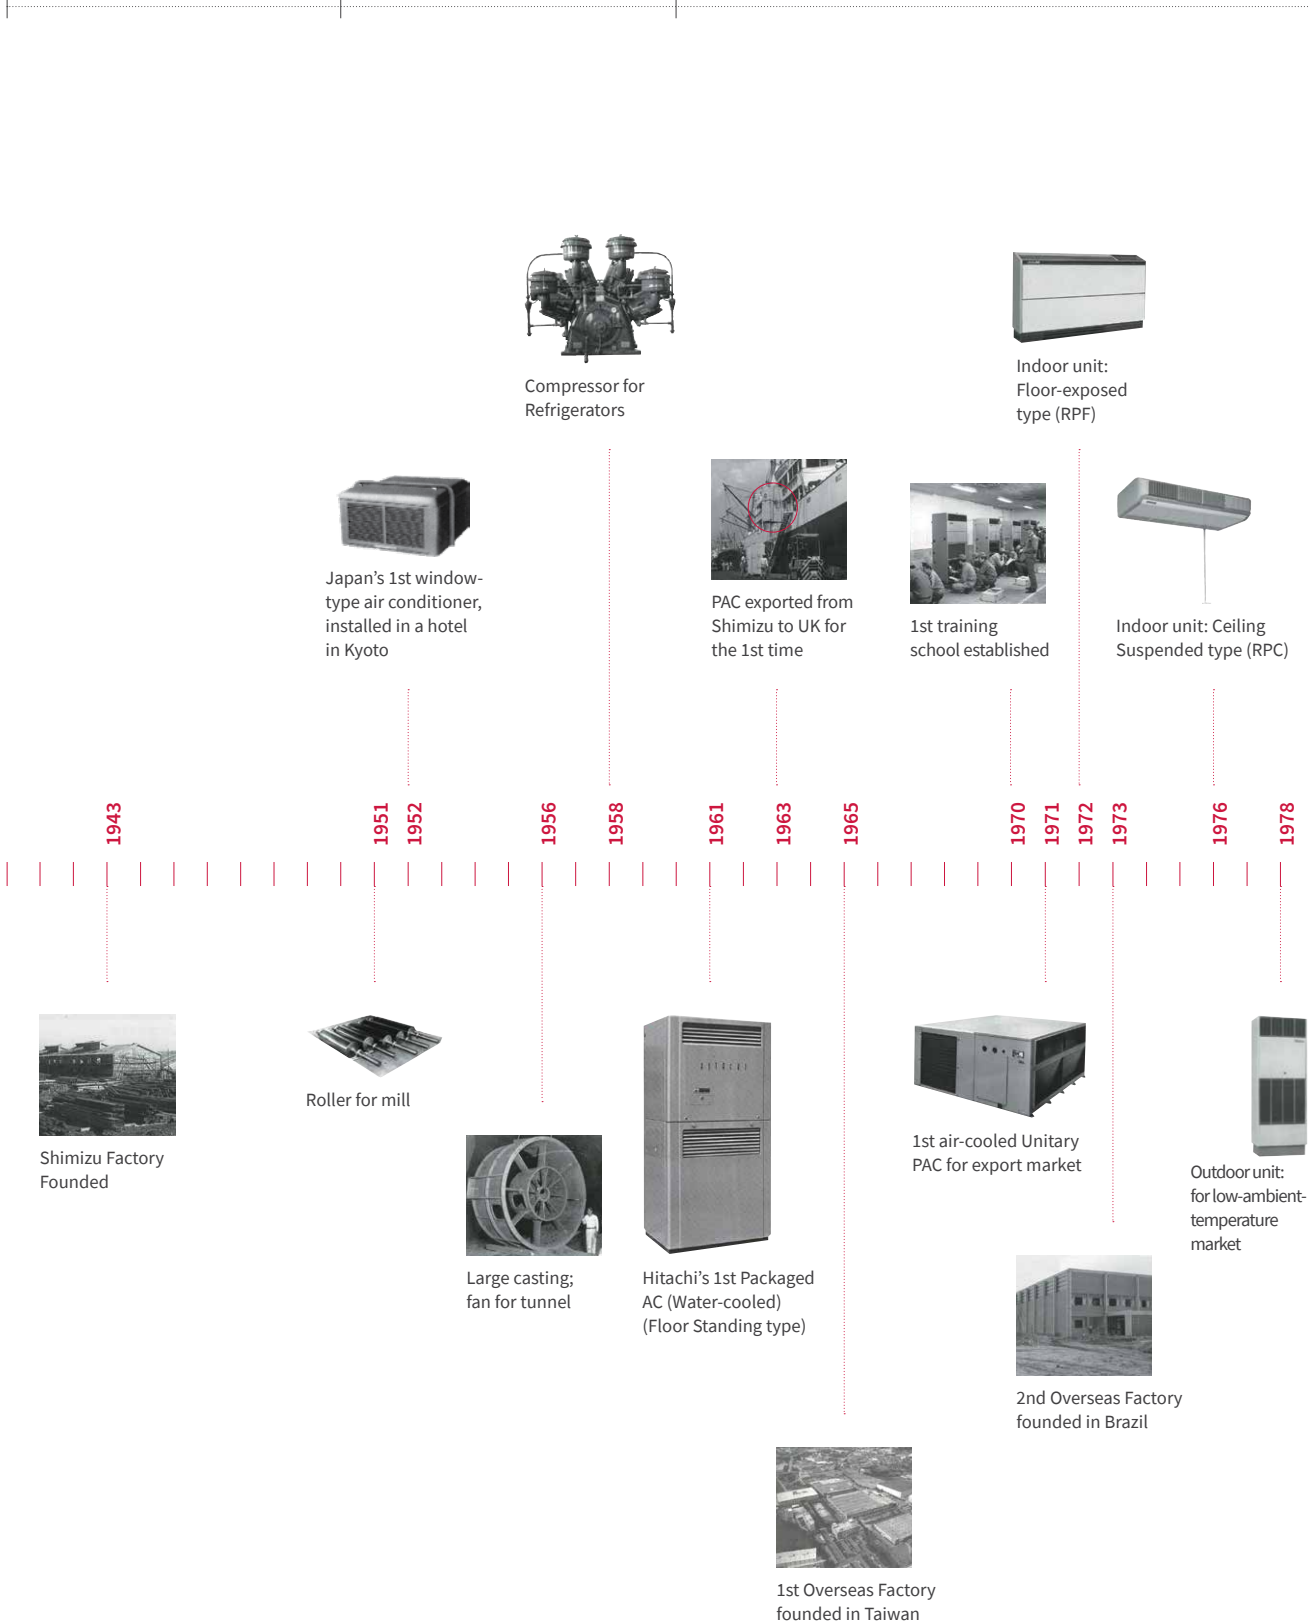 Compressor for
Refrigerators
Indoor unit:
Floor-exposed
type (RPF)
Japan’s 1st window-
type air conditioner,
installed in a hotel
in Kyoto
PAC exported from
Shimizu to UK for
the 1st time
1st training
school established
Indoor unit: Ceiling
Suspended type (RPC)
1943
1951
1952
1956
1958
1961
1963
1965
1970
1971
1972
1973
1976
1978
Shimizu Factory
Founded
Roller for mill
Large casting;
fan for tunnel
Hitachi’s 1st Packaged
AC (Water-cooled)
(Floor Standing type)
1st air-cooled Unitary
PAC for export market
Outdoor unit:
for low-ambient-
temperature
market
2nd Overseas Factory
founded in Brazil
1st Overseas Factory
founded in Taiwan